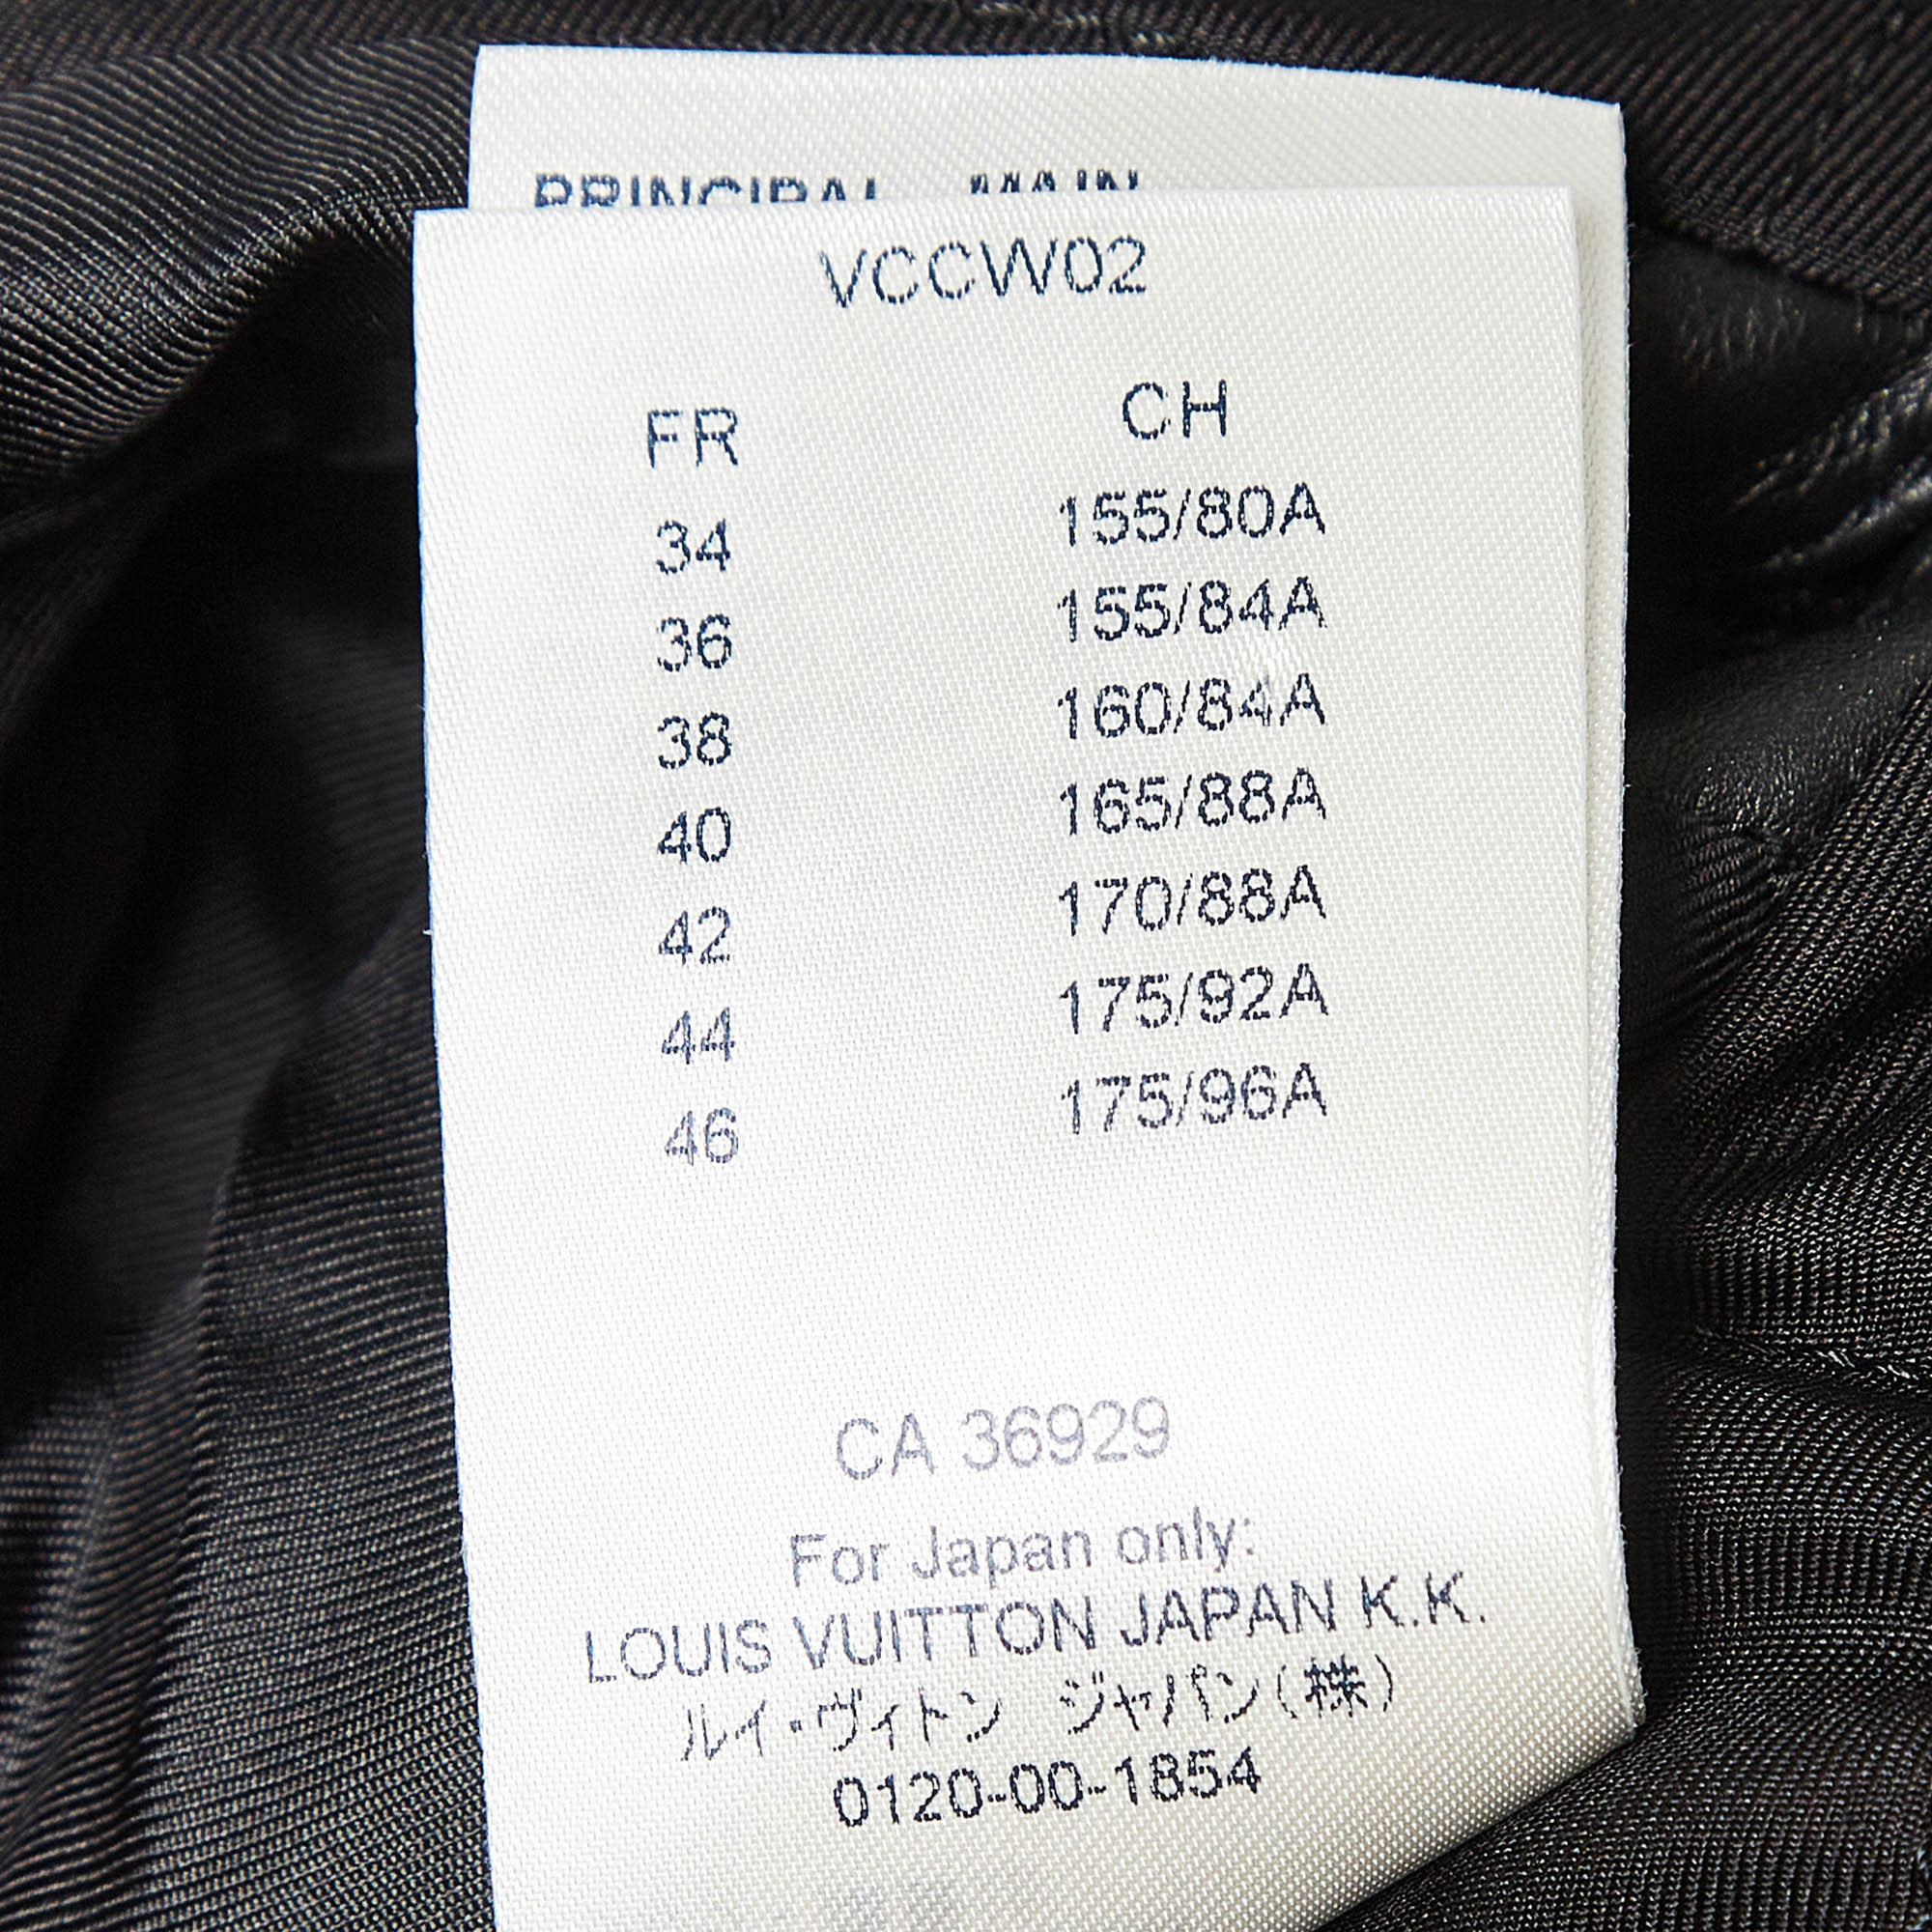 PRINCIPAL MAIN
VCCW02
FR CH
34 155/80A
36 155/84A
38 160/84A
40 165/88A
42 170/88A
44 175/92A
46 175/96A
CA 36929
For Japan only:
LOUIS VUITTON JAPAN K.K.
ルイ・ヴィトン ジャパン(株)
0120-00-1854